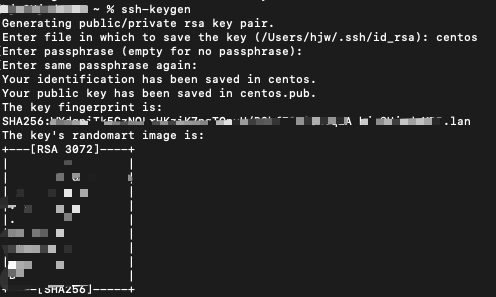 ~ % ssh-keygen
Generating public/private rsa key pair.
Enter file in which to save the key (/Users/hjw/.ssh/id_rsa): centos
Enter passphrase (empty for no passphrase):
Enter same passphrase again:
Your identification has been saved in centos.
Your public key has been saved in centos.pub.
The key fingerprint is:
SHA256: .lan
The key's randomart image is:
+---[RSA 3072]----+
[SHA256]-----+